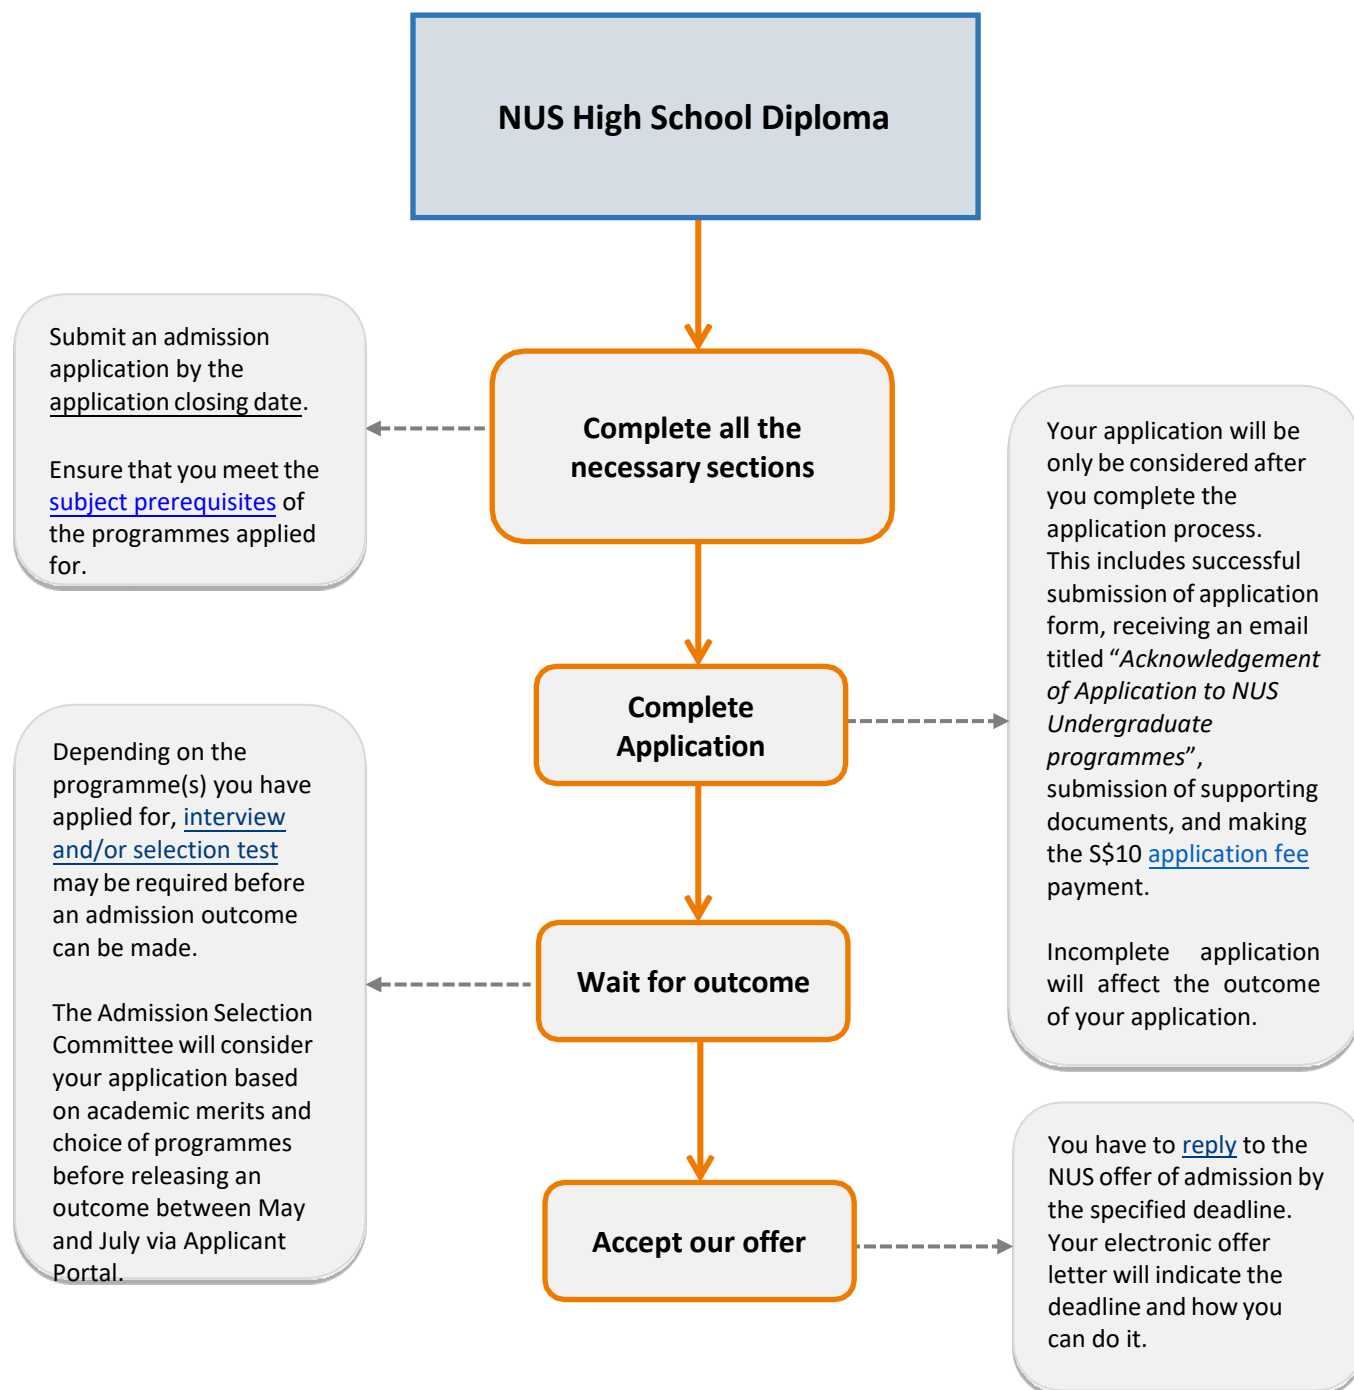 NUS High School Diploma
Submit an admission
application by the
application closing date.
Ensure that you meet the
subject prerequisites of
the programmes applied
for.
Complete all the
necessary sections
Your application will be
only be considered after
you complete the
application process.
This includes successful
submission of application
form, receiving an email
titled “Acknowledgement
of Application to NUS
Undergraduate
programmes”,
submission of supporting
documents, and making
the S$10 application fee
payment.
Incomplete application
will affect the outcome
of your application.
Complete
Application
Depending on the
programme(s) you have
applied for, interview
and/or selection test
may be required before
an admission outcome
can be made.
The Admission Selection
Committee will consider
your application based
on academic merits and
choice of programmes
before releasing an
outcome between May
and July via Applicant
Portal.
Wait for outcome
Accept our offer
You have to reply to the
NUS offer of admission by
the specified deadline.
Your electronic offer
letter will indicate the
deadline and how you
can do it.